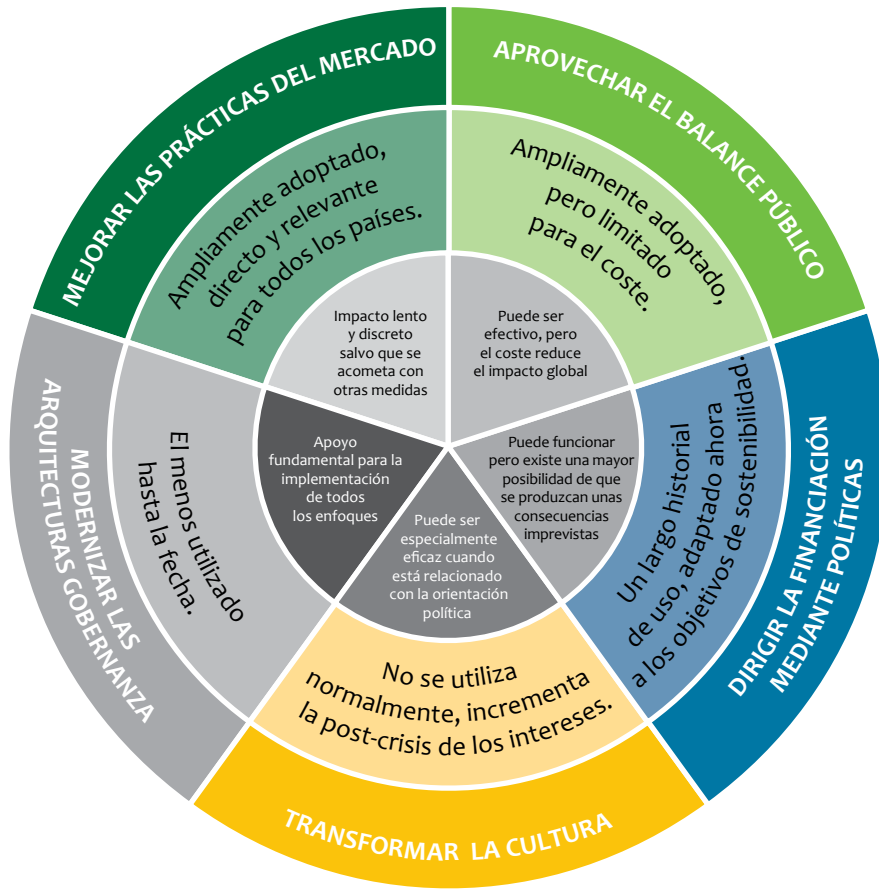 MEJORAR LAS PRÁCTICAS DEL MERCADO
Ampliamente adoptado,
directo y relevante
para todos los países.
Impacto lento
y discreto
salvo que se
acometa con
otras medidas
APROVECHAR EL BALANCE PÚBLICO
Ampliamente adoptado,
pero limitado
para el coste.
Puede ser
efectivo, pero
el coste reduce
el impacto global
DIRIGIR LA FINANCIACIÓN
MEDIANTE POLÍTICAS
Un largo historial
de uso, adaptado ahora
a los objetivos de sostenibilidad.
Puede funcionar
pero existe una mayor
posibilidad de que
se produzcan unas
consecuencias
imprevistas
TRANSFORMAR LA CULTURA
No se utiliza
normalmente, incrementa
la post-crisis de los intereses.
Puede ser
especialmente
eficaz cuando
está relacionado
con la orientación
política
MODERNIZAR LAS
ARQUITECTURAS GOBERNANZA
El menos utilizado
hasta la fecha.
Apoyo
fundamental para la
implementación
de todos
los enfoques